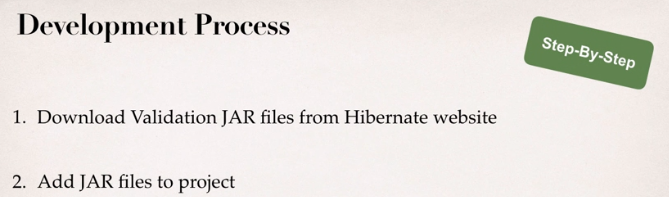 Development Process
Step-By-Step
1. Download Validation JAR files from Hibernate website
2. Add JAR files to project